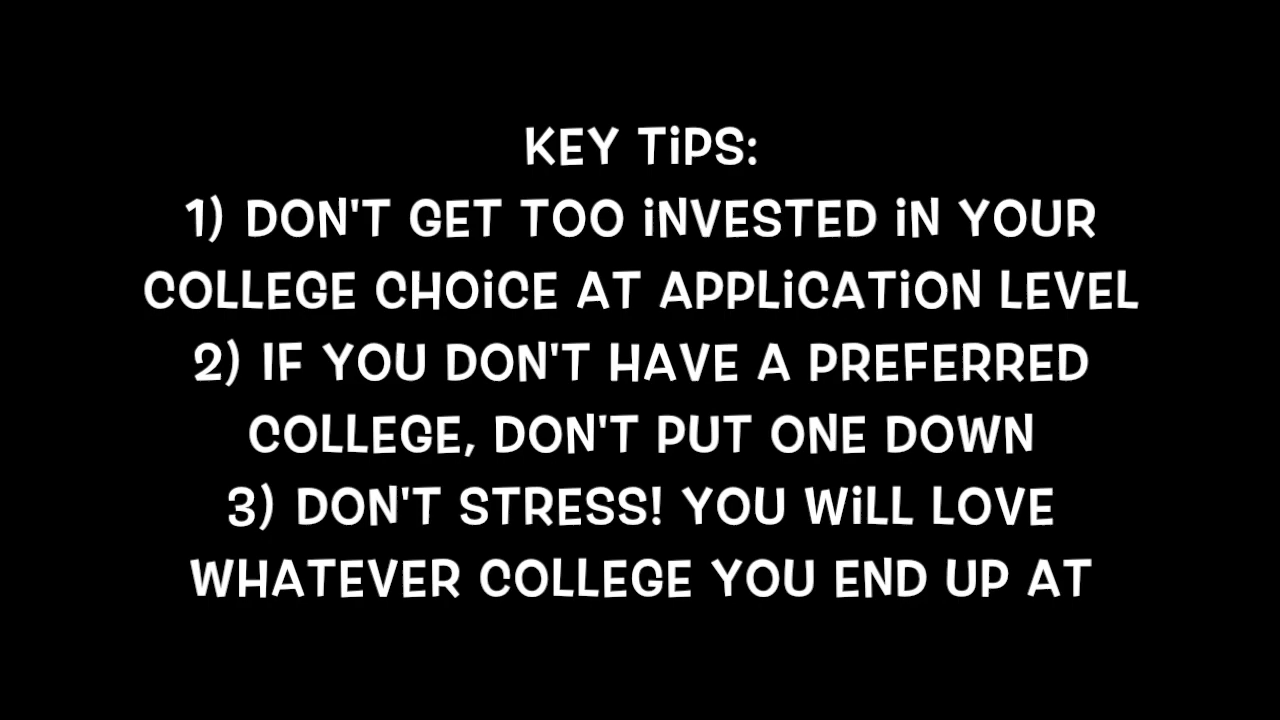 KEY TiPS:
1) DON'T GET TOO iNVESTED iN YOUR
COLLEGE CHOiCE AT APPLiCATiON LEVEL
2) IF YOU DON'T HAVE A PREFERRED
COLLEGE, DON'T PUT ONE DOWN
3) DON'T STRESS! YOU WiLL LOVE
WHATEVER COLLEGE YOU END UP AT